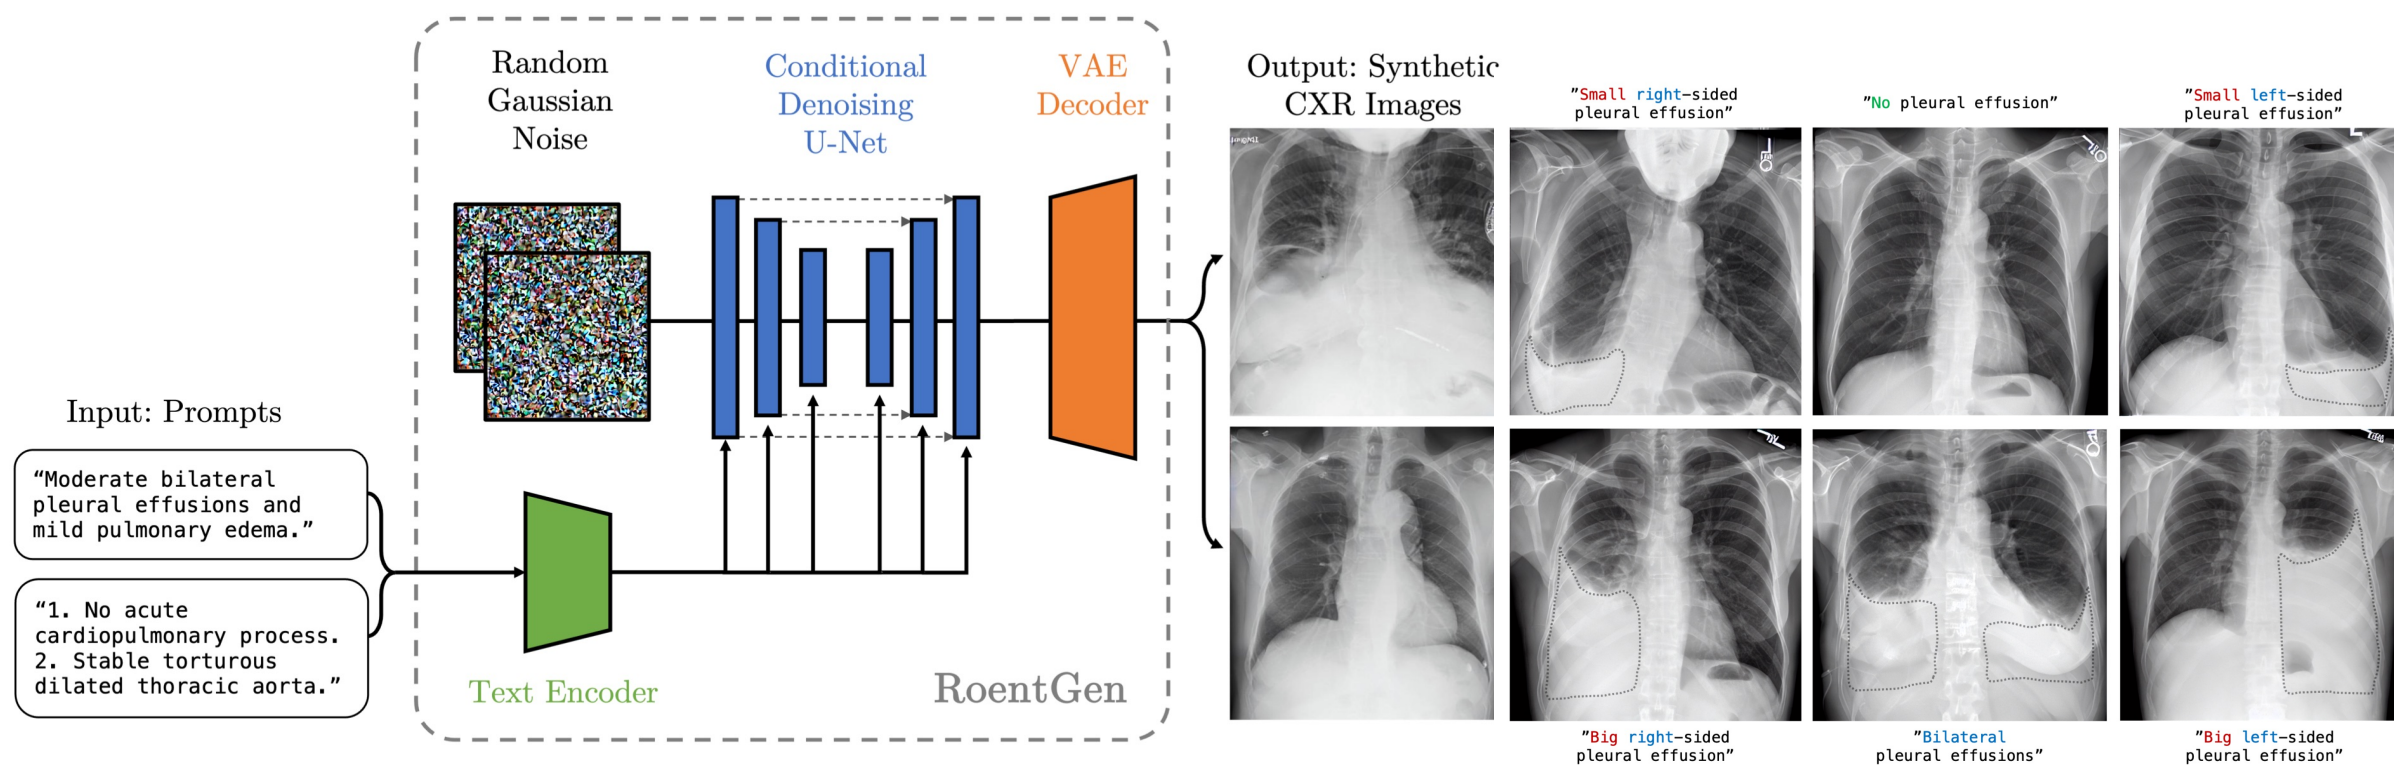 Input: Prompts
“Moderate bilateral
pleural effusions and
mild pulmonary edema.”
“1. No acute
cardiopulmonary process.
2. Stable torturous
dilated thoracic aorta.”
Random
Gaussian
Noise
Conditional
Denoising
U-Net
VAE
Decoder
Text Encoder
RoentGen
Output: Synthetic
CXR Images
”Small right-sided
pleural effusion”
”No pleural effusion”
”Small left-sided
pleural effusion”
”Big right-sided
pleural effusion”
”Bilateral
pleural effusions”
”Big left-sided
pleural effusion”